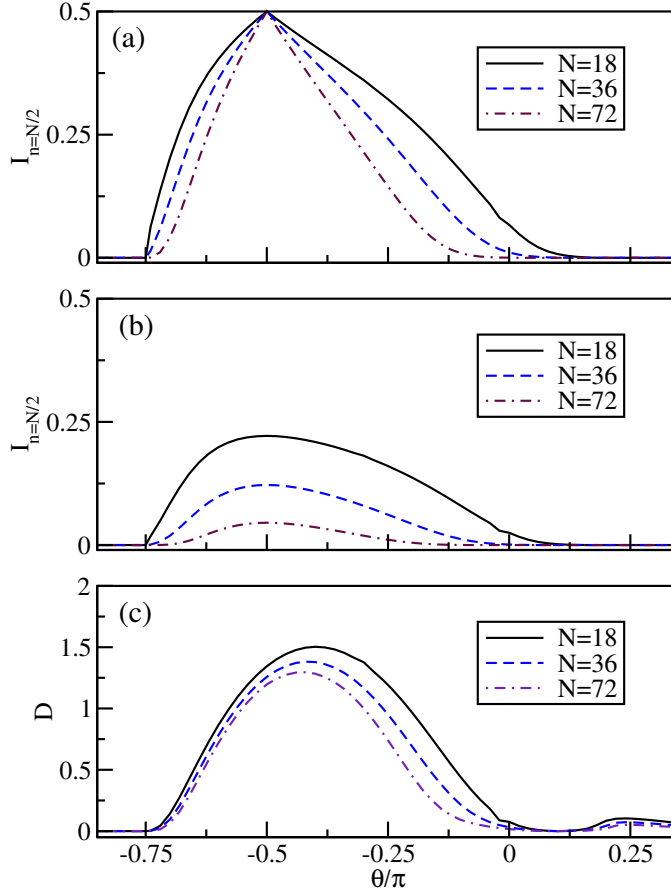 0.5
(a)
N=18
N=36
N=72
0.25
I_{n=N/2}
0
0.5
(b)
N=18
N=36
N=72
0.25
I_{n=N/2}
0
2
(c)
N=18
N=36
N=72
1.5
D
1
0.5
0
-0.75 -0.5 -0.25 0 0.25
θ/π